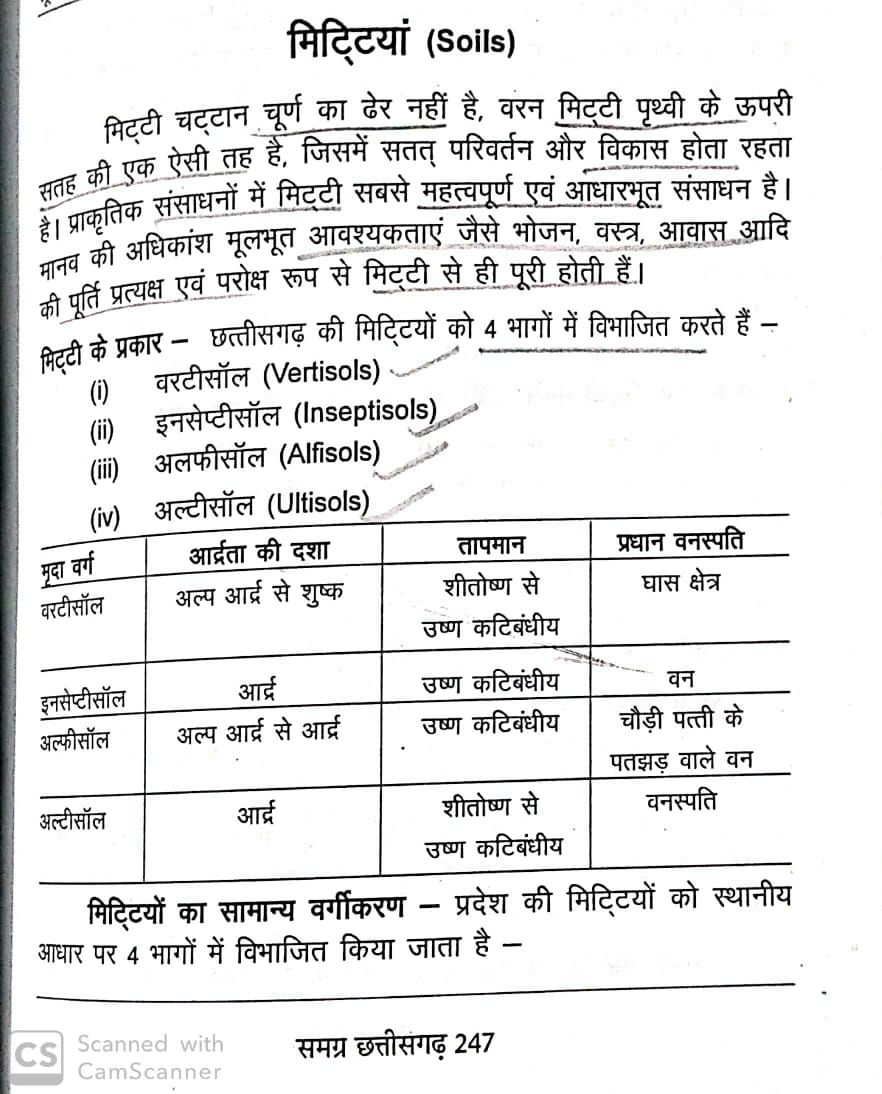 मिट्टियां (Soils)
मिट्टी चट्टान चूर्ण का ढेर नहीं है, वरन मिट्टी पृथ्वी के ऊपरी
सतह की एक ऐसी तह है, जिसमें सतत् परिवर्तन और विकास होता रहता
है। प्राकृतिक संसाधनों में मिट्टी सबसे महत्वपूर्ण एवं आधारभूत संसाधन है।
मानव की अधिकांश मूलभूत आवश्यकताएं जैसे भोजन, वस्त्र, आवास आदि
की पूर्ति प्रत्यक्ष एवं परोक्ष रूप से मिट्टी से ही पूरी होती हैं।
मिट्टी के प्रकार – छत्तीसगढ़ की मिट्टियों को 4 भागों में विभाजित करते हैं –
(i) वरटीसॉल (Vertisols)
(ii) इनसेप्टीसॉल (Inseptisols)
(iii) अलफीसॉल (Alfisols)
(iv) अल्टीसॉल (Ultisols)
मृदा वर्ग आर्द्रता की दशा तापमान प्रधान वनस्पति
वरटीसॉल अल्प आर्द्र से शुष्क शीतोष्ण से घास क्षेत्र
उष्ण कटिबंधीय
इनसेप्टीसॉल आर्द्र उष्ण कटिबंधीय वन
अल्फीसॉल अल्प आर्द्र से आर्द्र उष्ण कटिबंधीय चौड़ी पत्ती के
पतझड़ वाले वन
अल्टीसॉल आर्द्र शीतोष्ण से वनस्पति
उष्ण कटिबंधीय
मिट्टियों का सामान्य वर्गीकरण – प्रदेश की मिट्टियों को स्थानीय
आधार पर 4 भागों में विभाजित किया जाता है –
समग्र छत्तीसगढ़ 247
CS Scanned with
CamScanner